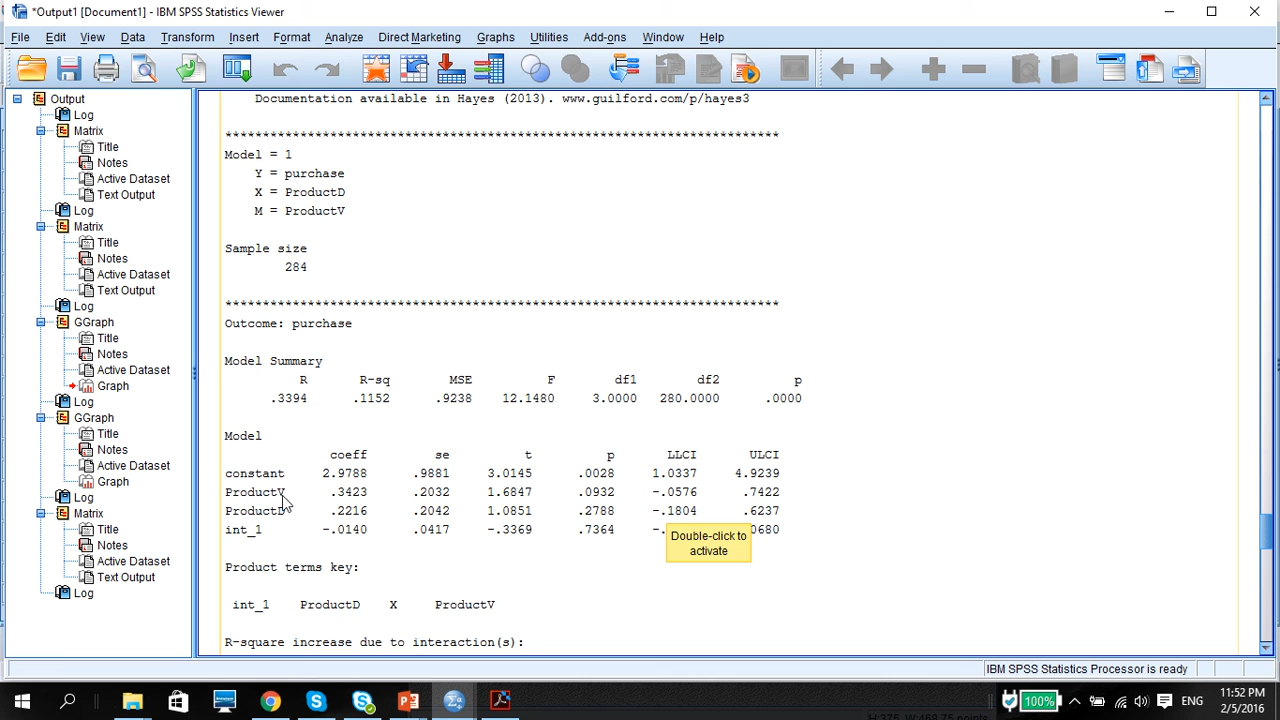 *Output1 [Document1] - IBM SPSS Statistics Viewer
File Edit View Data Transform Insert Format Analyze Direct Marketing Graphs Utilities Add-ons Window Help
Output
Log
Matrix
Title
Notes
Active Dataset
Text Output
Log
Matrix
Title
Notes
Active Dataset
Text Output
Log
GGraph
Title
Notes
Active Dataset
Graph
Log
GGraph
Title
Notes
Active Dataset
Graph
Log
Matrix
Title
Notes
Active Dataset
Text Output
Log
Documentation available in Hayes (2013). www.guilford.com/p/hayes3
**************************************************************************
Model = 1
Y = purchase
X = ProductD
M = ProductV
Sample size
284
**************************************************************************
Outcome: purchase
Model Summary
R R-sq MSE F df1 df2 p
.3394 .1152 .9238 12.1480 3.0000 280.0000 .0000
Model
coeff se t p LLCI ULCI
constant 2.9788 .9881 3.0145 .0028 1.0337 4.9239
ProductV .3423 .2032 1.6847 .0932 -.0576 .7422
ProductD .2216 .2042 1.0851 .2788 -.1804 .6237
int_1 -.0140 .0417 -.3369 .7364 -. 0680
Double-click to
activate
Product terms key:
int_1 ProductD X ProductV
R-square increase due to interaction(s):
IBM SPSS Statistics Processor is ready
100% ENG
11:52 PM
2/5/2016